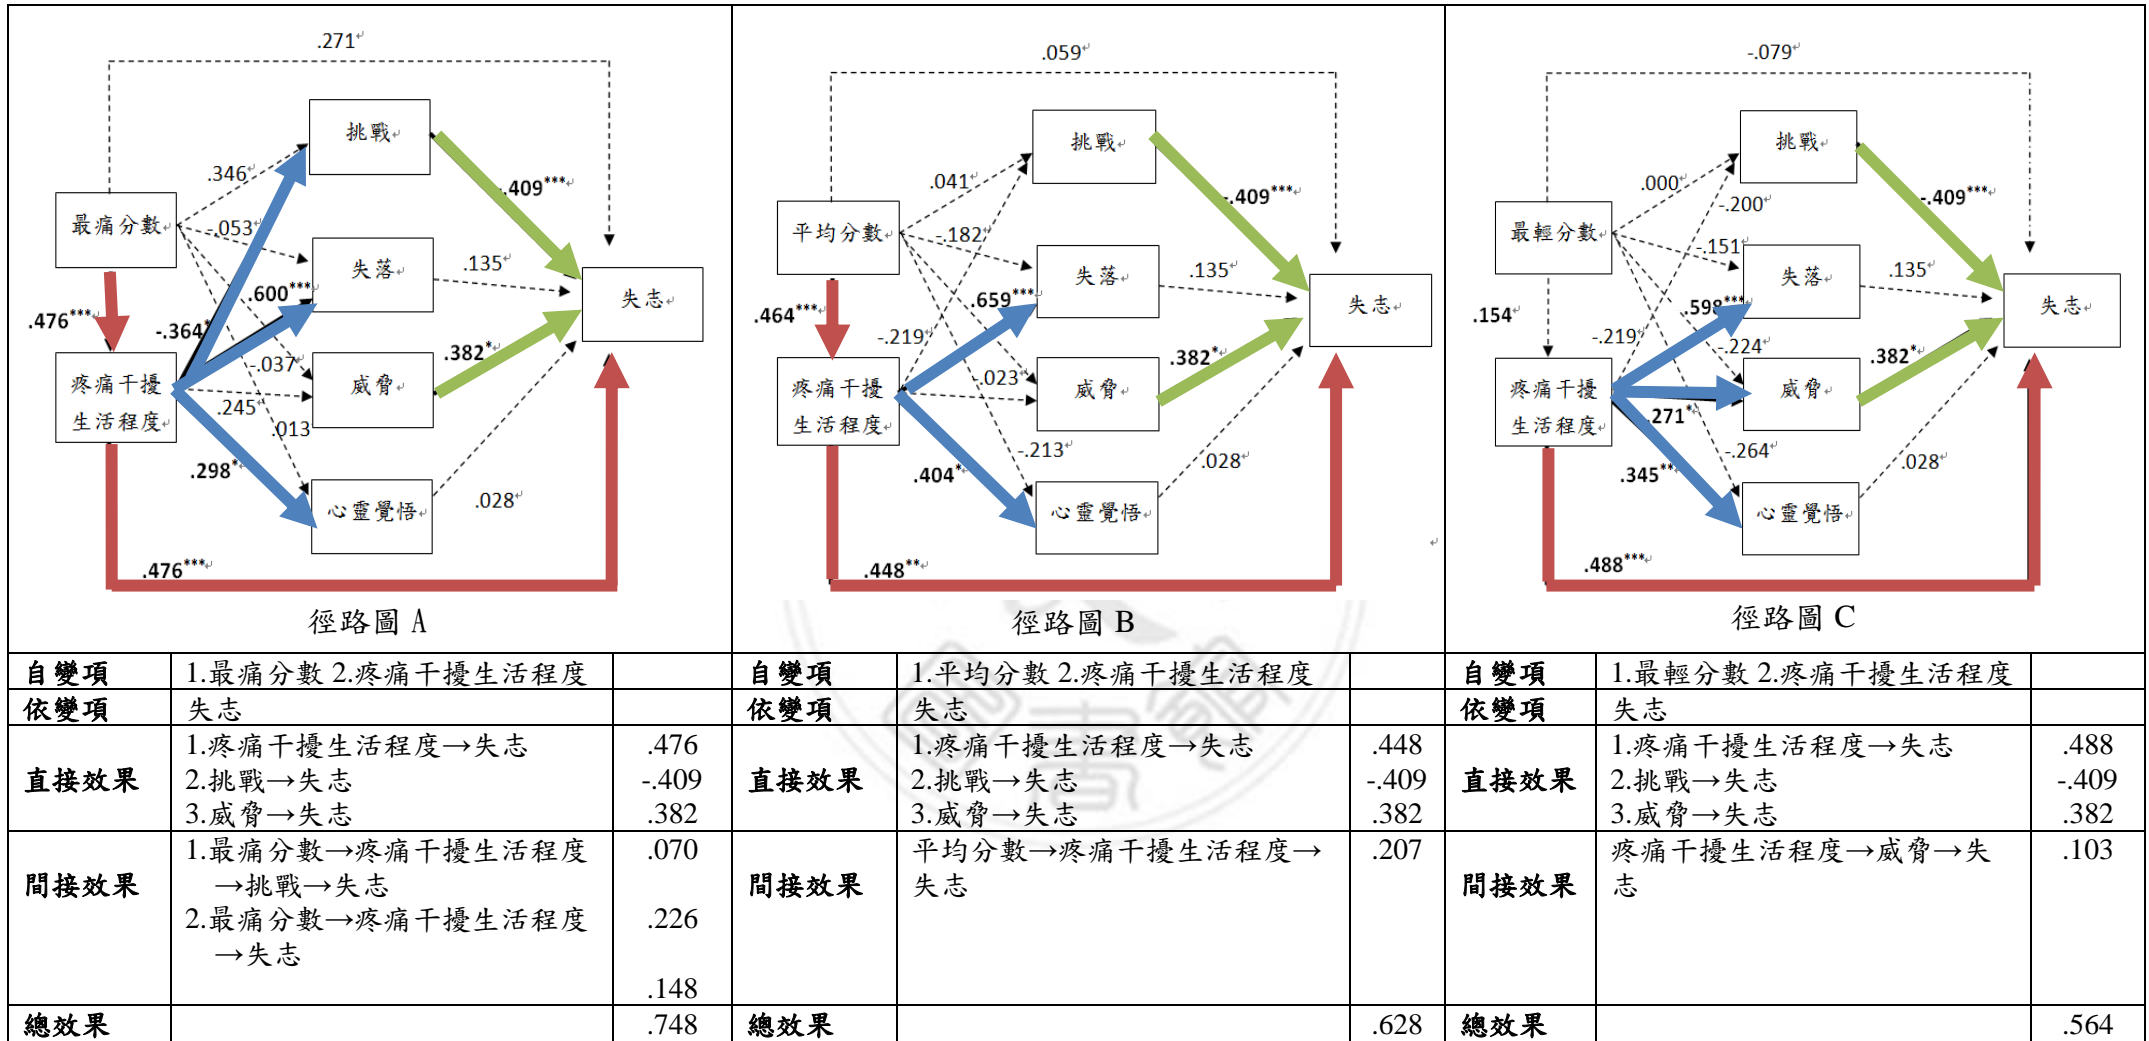 .271
挑戰
.346
-.409***
最痛分數
-.053
失落
.135
.600***
失志
.476***
-.364*
-.037
.382*
疼痛干擾
生活程度
威脅
.245
.013
.298*
心靈覺悟
.028
.476***
徑路圖 A
.059
挑戰
.041
-.409***
平均分數
-.182
失落
.135
.659***
失志
.464***
-.219
.382*
疼痛干擾
生活程度
-.023
威脅
-.213
.404*
.028
心靈覺悟
.448**
徑路圖 B
-.079
挑戰
.000
-.200
-.409***
最輕分數
-.151
失落
.135
.598***
失志
.154
-.219
-.224
.382*
疼痛干擾
生活程度
威脅
.271*
-.264
.345**
.028
心靈覺悟
.488***
徑路圖 C
自變項 1.最痛分數 2.疼痛干擾生活程度
依變項 失志
直接效果
1.疼痛干擾生活程度→失志 .476
2.挑戰→失志 -.409
3.威脅→失志 .382
間接效果
1.最痛分數→疼痛干擾生活程度 .070
→挑戰→失志
2.最痛分數→疼痛干擾生活程度 .226
→失志
.148
總效果 .748
自變項 1.平均分數 2.疼痛干擾生活程度
依變項 失志
直接效果
1.疼痛干擾生活程度→失志 .448
2.挑戰→失志 -.409
3.威脅→失志 .382
間接效果
平均分數→疼痛干擾生活程度→ .207
失志
總效果 .628
自變項 1.最輕分數 2.疼痛干擾生活程度
依變項 失志
直接效果
1.疼痛干擾生活程度→失志 .488
2.挑戰→失志 -.409
3.威脅→失志 .382
間接效果
疼痛干擾生活程度→威脅→失 .103
志
總效果 .564